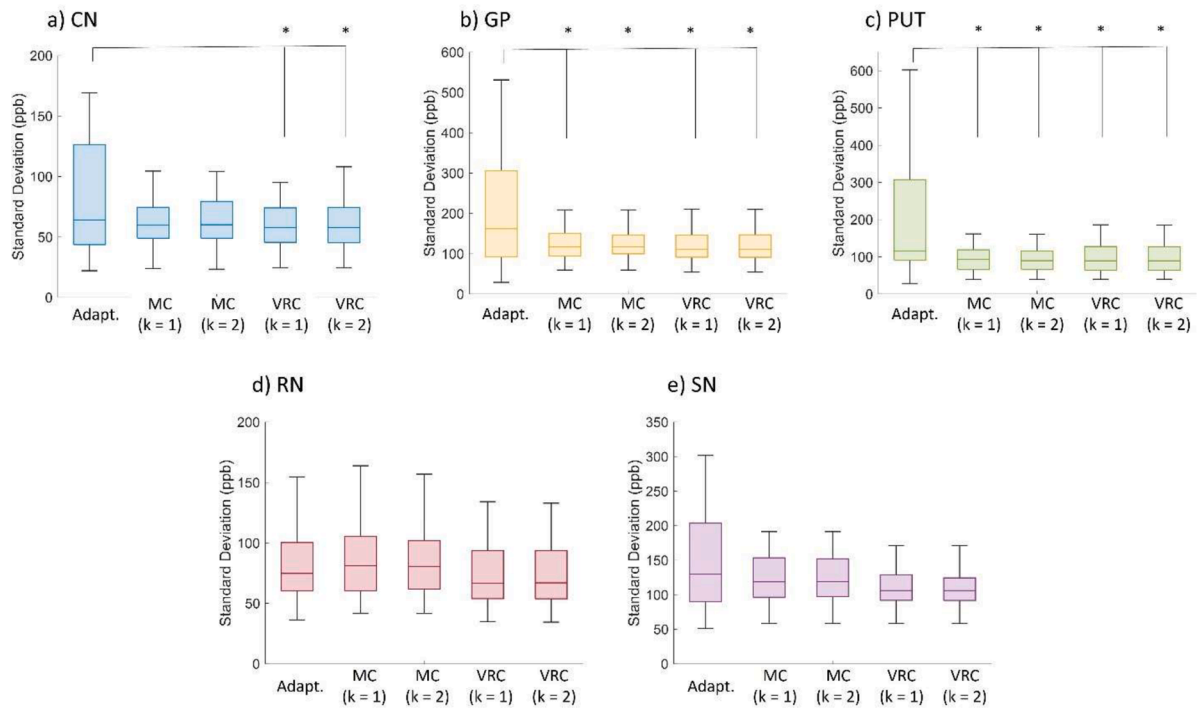 a) CN
* *
200
150
100
50
0
Standard Deviation (ppb)
Adapt.
MC
(k = 1)
MC
(k = 2)
VRC
(k = 1)
VRC
(k = 2)
b) GP
* * * *
600
500
400
300
200
100
0
Standard Deviation (ppb)
Adapt.
MC
(k = 1)
MC
(k = 2)
VRC
(k = 1)
VRC
(k = 2)
c) PUT
* * * *
600
500
400
300
200
100
0
Standard Deviation (ppb)
Adapt.
MC
(k = 1)
MC
(k = 2)
VRC
(k = 1)
VRC
(k = 2)
d) RN
200
150
100
50
0
Standard Deviation (ppb)
Adapt.
MC
(k = 1)
MC
(k = 2)
VRC
(k = 1)
VRC
(k = 2)
e) SN
350
300
250
200
150
100
50
0
Standard Deviation (ppb)
Adapt.
MC
(k = 1)
MC
(k = 2)
VRC
(k = 1)
VRC
(k = 2)